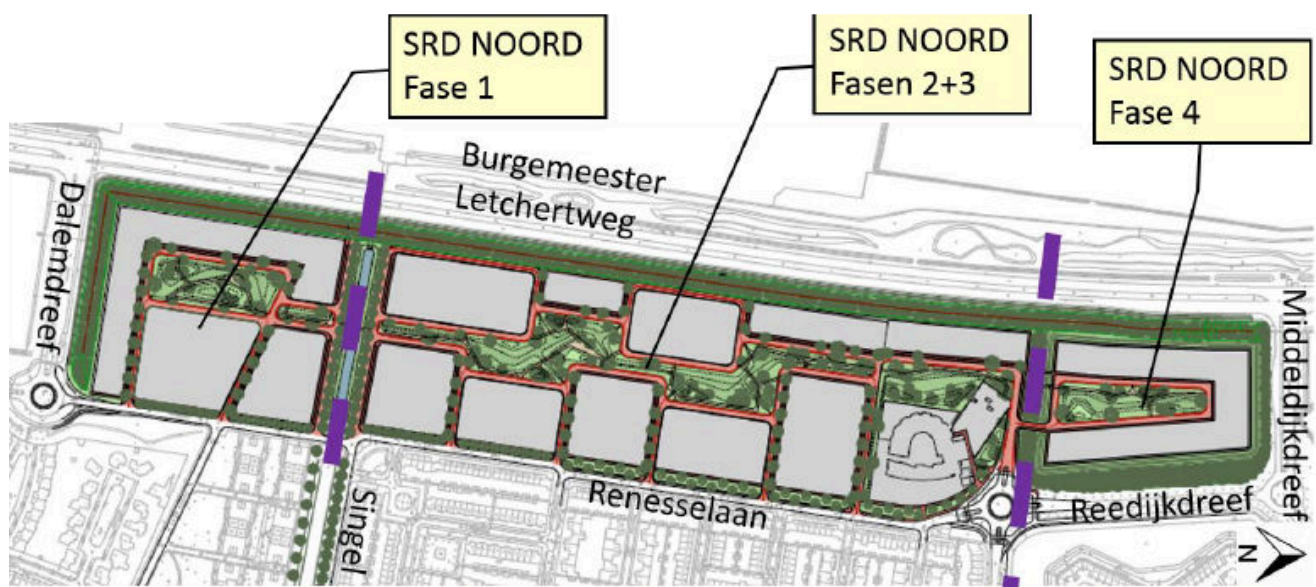 SRD NOORD
Fase 1
SRD NOORD
Fasen 2+3
SRD NOORD
Fase 4
Burgemeester
Letchertweg
Dalemdreef
Middeldijkdreef
Singel
Renesselaan
Reedijkdreef
N